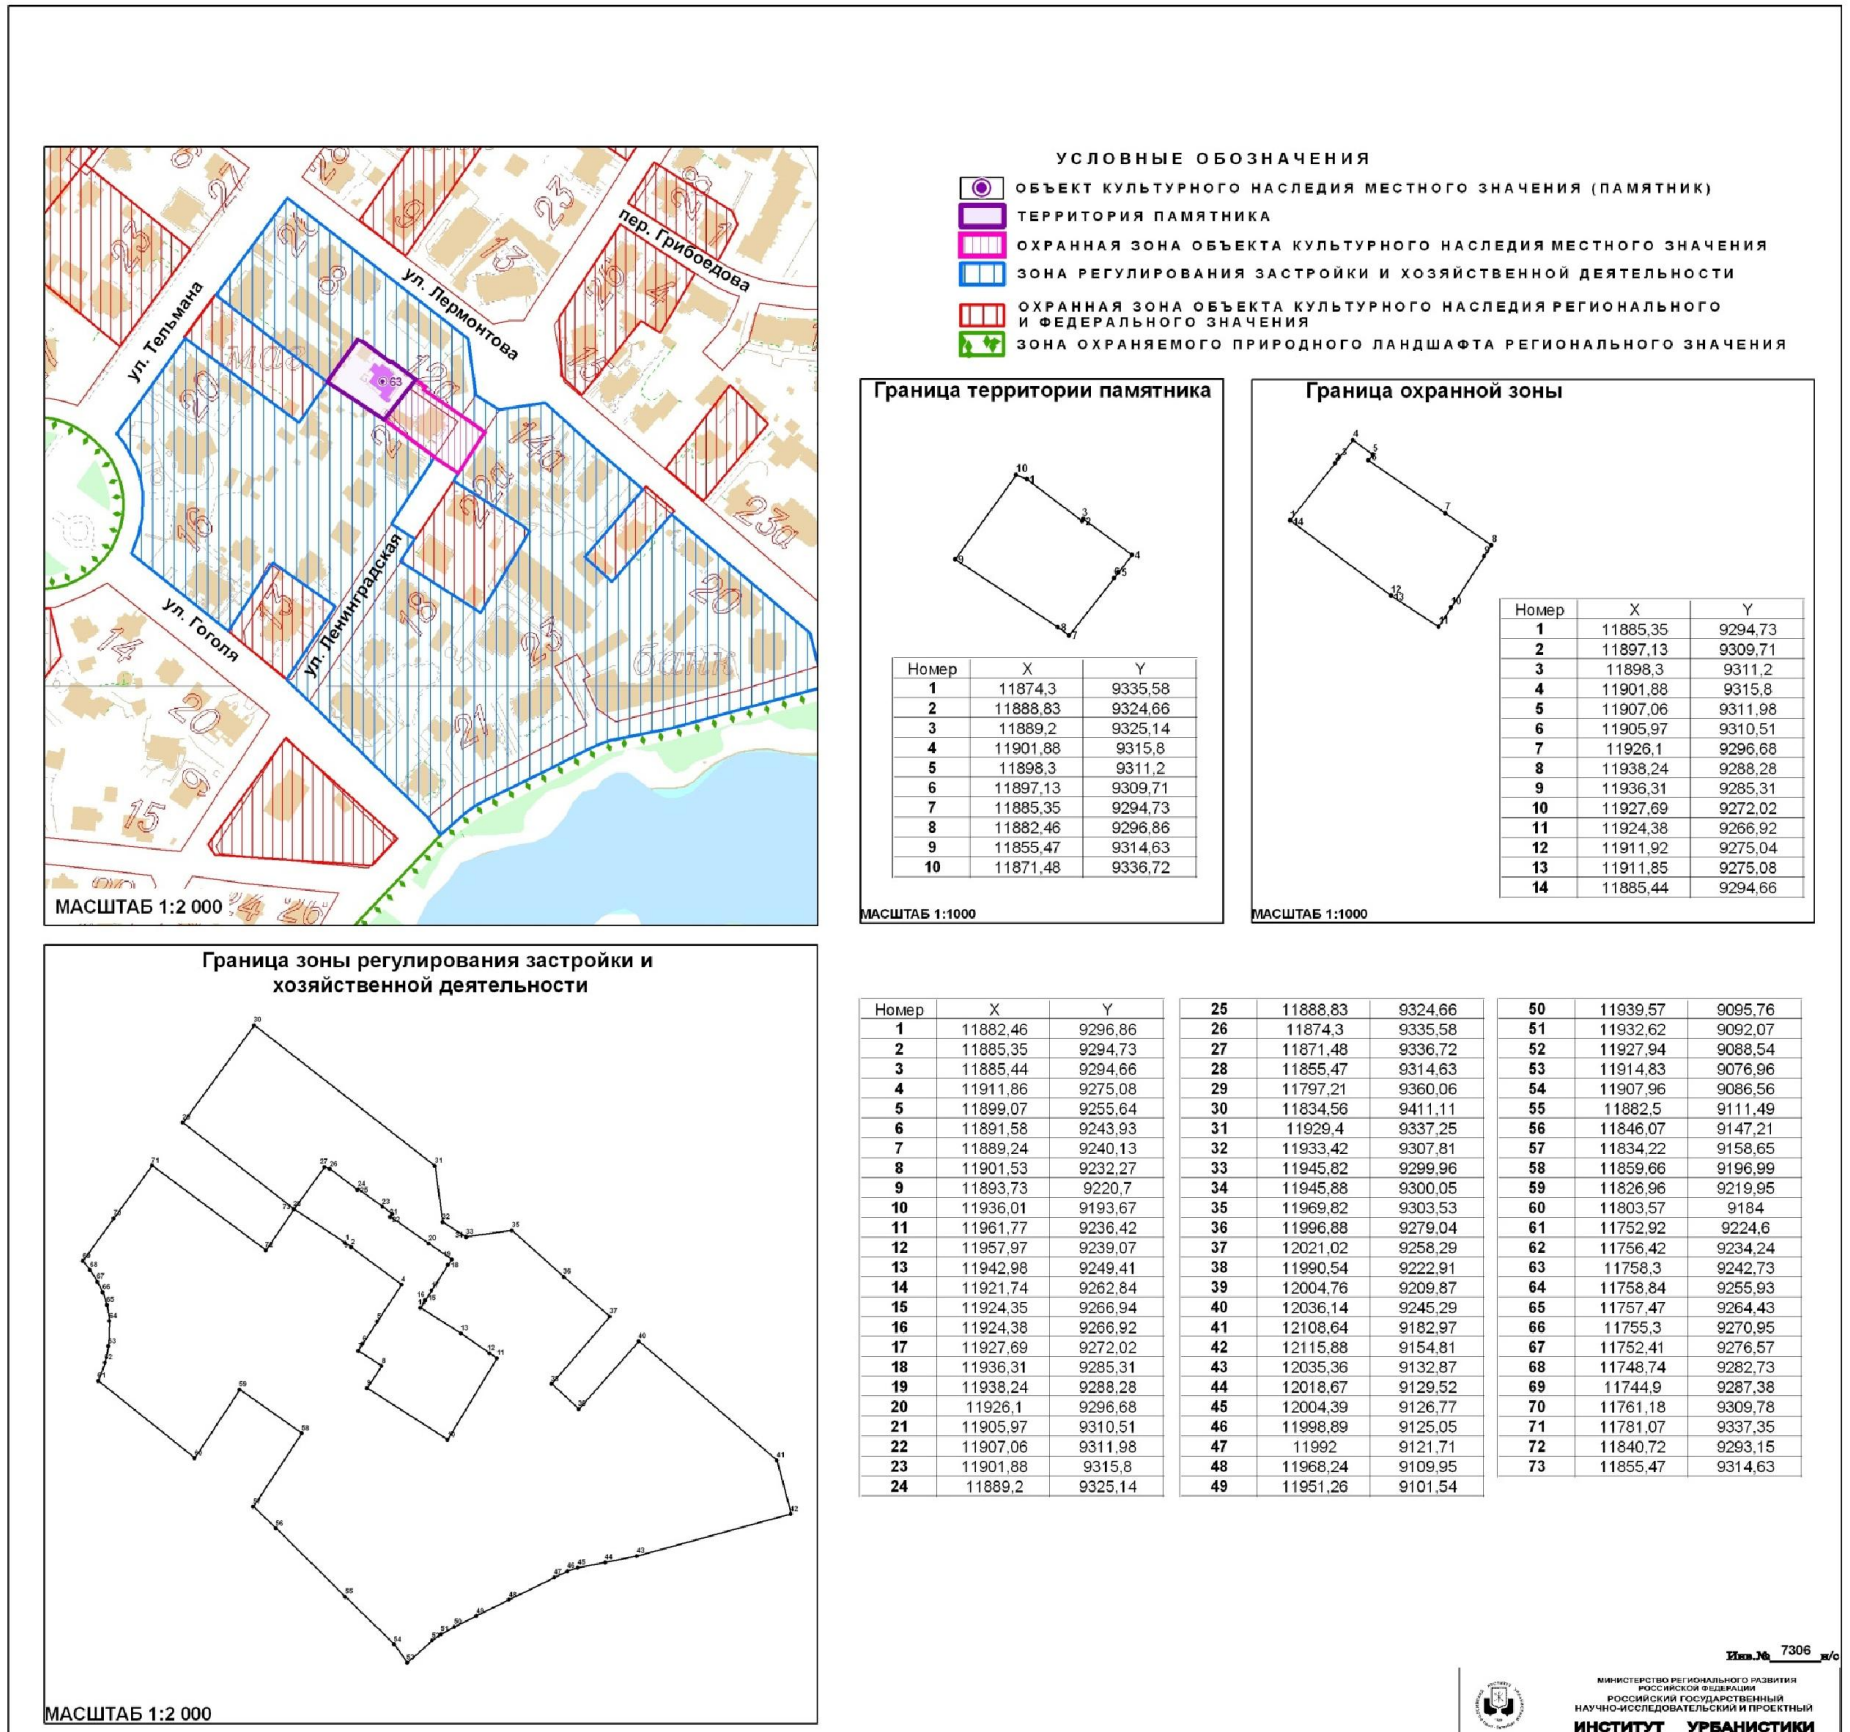 УСЛОВНЫЕ ОБОЗНАЧЕНИЯ
ОБЪЕКТ КУЛЬТУРНОГО НАСЛЕДИЯ МЕСТНОГО ЗНАЧЕНИЯ (ПАМЯТНИК)
ТЕРРИТОРИЯ ПАМЯТНИКА
ОХРАННАЯ ЗОНА ОБЪЕКТА КУЛЬТУРНОГО НАСЛЕДИЯ МЕСТНОГО ЗНАЧЕНИЯ
ЗОНА РЕГУЛИРОВАНИЯ ЗАСТРОЙКИ И ХОЗЯЙСТВЕННОЙ ДЕЯТЕЛЬНОСТИ
ОХРАННАЯ ЗОНА ОБЪЕКТА КУЛЬТУРНОГО НАСЛЕДИЯ РЕГИОНАЛЬНОГО
И ФЕДЕРАЛЬНОГО ЗНАЧЕНИЯ
ЗОНА ОХРАНЯЕМОГО ПРИРОДНОГО ЛАНДШАФТА РЕГИОНАЛЬНОГО ЗНАЧЕНИЯ
ул. Тельмана
ул. Лермонтова
пер. Грибоедова
ул. Гоголя
ул. Ленинградская
63
27
23
23
13
26
4
1
6
8
маг
20
12а
2
14а
22а
16
13
18
23
20
23а
баня
21
14
20
9
15
МАСШТАБ 1:2 000
Граница территории памятника
Номер X Y
1 11874,3 9335,58
2 11888,83 9324,66
3 11889,2 9325,14
4 11901,88 9315,8
5 11898,3 9311,2
6 11897,13 9309,71
7 11885,35 9294,73
8 11882,46 9296,86
9 11855,47 9314,63
10 11871,48 9336,72
МАСШТАБ 1:1000
Граница охранной зоны
Номер X Y
1 11885,35 9294,73
2 11897,13 9309,71
3 11898,3 9311,2
4 11901,88 9315,8
5 11907,06 9311,98
6 11905,97 9310,51
7 11926,1 9296,68
8 11938,24 9288,28
9 11936,31 9285,31
10 11927,69 9272,02
11 11924,38 9266,92
12 11911,92 9275,04
13 11911,85 9275,08
14 11885,44 9294,66
МАСШТАБ 1:1000
Граница зоны регулирования застройки и
хозяйственной деятельности
МАСШТАБ 1:2 000
Номер X Y
1 11882,46 9296,86
2 11885,35 9294,73
3 11885,44 9294,66
4 11911,86 9275,08
5 11899,07 9255,64
6 11891,58 9243,93
7 11889,24 9240,13
8 11901,53 9232,27
9 11893,73 9220,7
10 11936,01 9193,67
11 11961,77 9236,42
12 11957,97 9239,07
13 11942,98 9249,41
14 11921,74 9262,84
15 11924,35 9266,94
16 11924,38 9266,92
17 11927,69 9272,02
18 11936,31 9285,31
19 11938,24 9288,28
20 11926,1 9296,68
21 11905,97 9310,51
22 11907,06 9311,98
23 11901,88 9315,8
24 11889,2 9325,14
25 11888,83 9324,66
26 11874,3 9335,58
27 11871,48 9336,72
28 11855,47 9314,63
29 11797,21 9360,06
30 11834,56 9411,11
31 11929,4 9337,25
32 11933,42 9307,81
33 11945,82 9299,96
34 11945,88 9300,05
35 11969,82 9303,53
36 11996,88 9279,04
37 12021,02 9258,29
38 11990,54 9222,91
39 12004,76 9209,87
40 12036,14 9245,29
41 12108,64 9182,97
42 12115,88 9154,81
43 12035,36 9132,87
44 12018,67 9129,52
45 12004,39 9126,77
46 11998,89 9125,05
47 11992 9121,71
48 11968,24 9109,95
49 11951,26 9101,54
50 11939,57 9095,76
51 11932,62 9092,07
52 11927,94 9088,54
53 11914,83 9076,96
54 11907,96 9086,56
55 11882,5 9111,49
56 11846,07 9147,21
57 11834,22 9158,65
58 11859,66 9196,99
59 11826,96 9219,95
60 11803,57 9184
61 11752,92 9224,6
62 11756,42 9234,24
63 11758,3 9242,73
64 11758,84 9255,93
65 11757,47 9264,43
66 11755,3 9270,95
67 11752,41 9276,57
68 11748,74 9282,73
69 11744,9 9287,38
70 11761,18 9309,78
71 11781,07 9337,35
72 11840,72 9293,15
73 11855,47 9314,63
Инв.№ 7306 н/с
МИНИСТЕРСТВО РЕГИОНАЛЬНОГО РАЗВИТИЯ
РОССИЙСКОЙ ФЕДЕРАЦИИ
РОССИЙСКИЙ ГОСУДАРСТВЕННЫЙ
НАУЧНО-ИССЛЕДОВАТЕЛЬСКИЙ И ПРОЕКТНЫЙ
ИНСТИТУТ УРБАНИСТИКИ